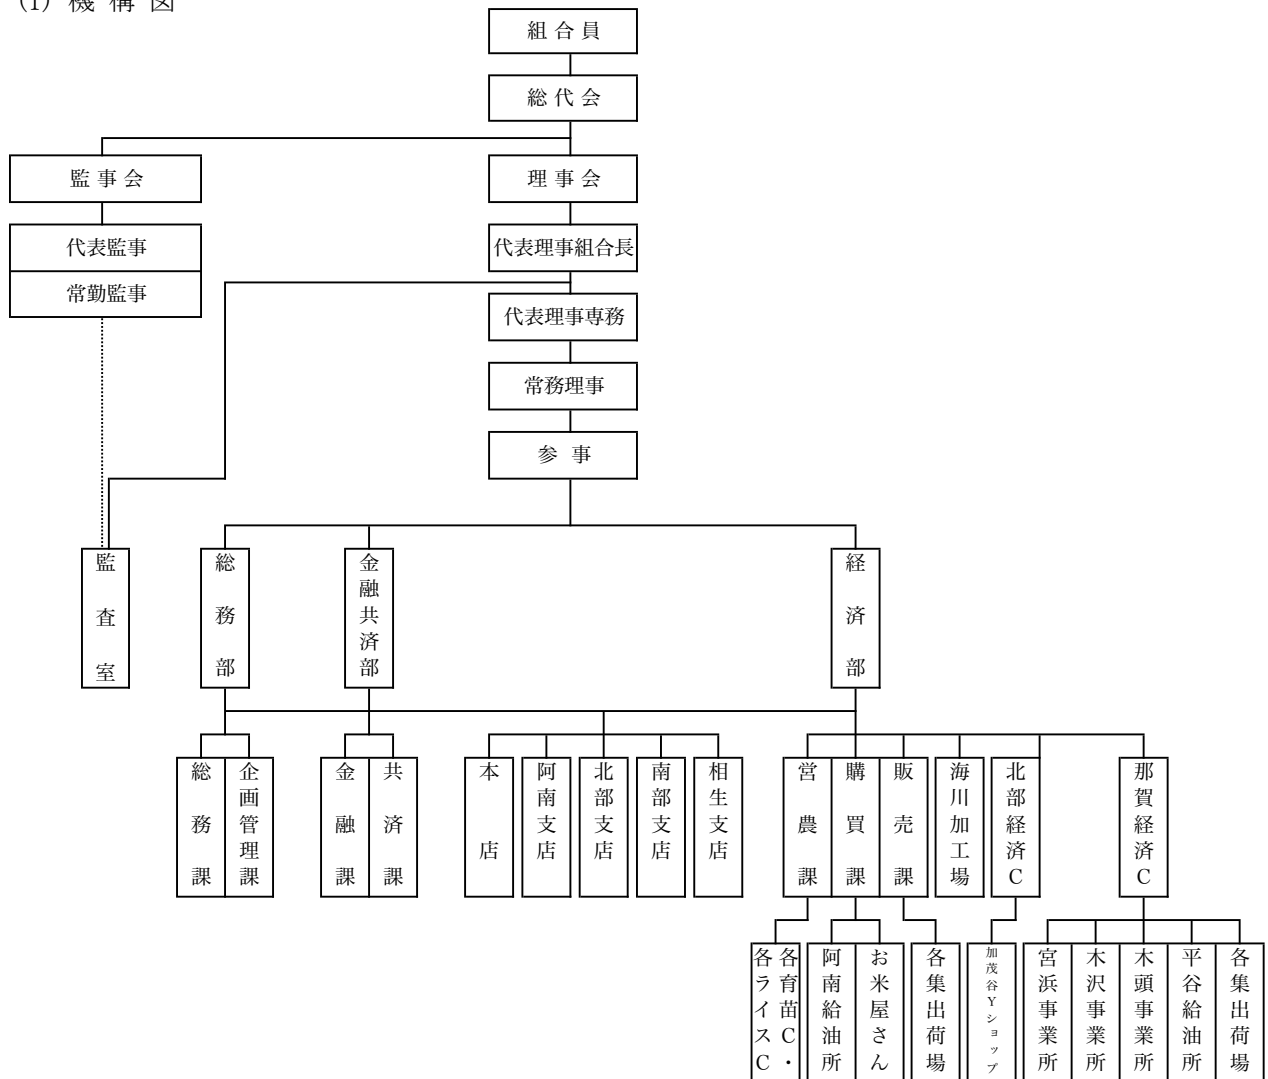 (1) 機 構 図
組 合 員
総 代 会
監 事 会
理 事 会
代表監事
代表理事組合長
常勤監事
代表理事専務
常務理事
参 事
監査室
総務部
金融共済部
経済部
総務課
企画管理課
金融課
共済課
本店
阿南支店
北部支店
南部支店
相生支店
営農課
購買課
販売課
海川加工場
北部経済C
那賀経済C
各育苗C・
各ライスC
阿南給油所
お米屋さん
各集出荷場
加茂谷Yショップ
宮浜事業所
木沢事業所
木頭事業所
平谷給油所
各集出荷場